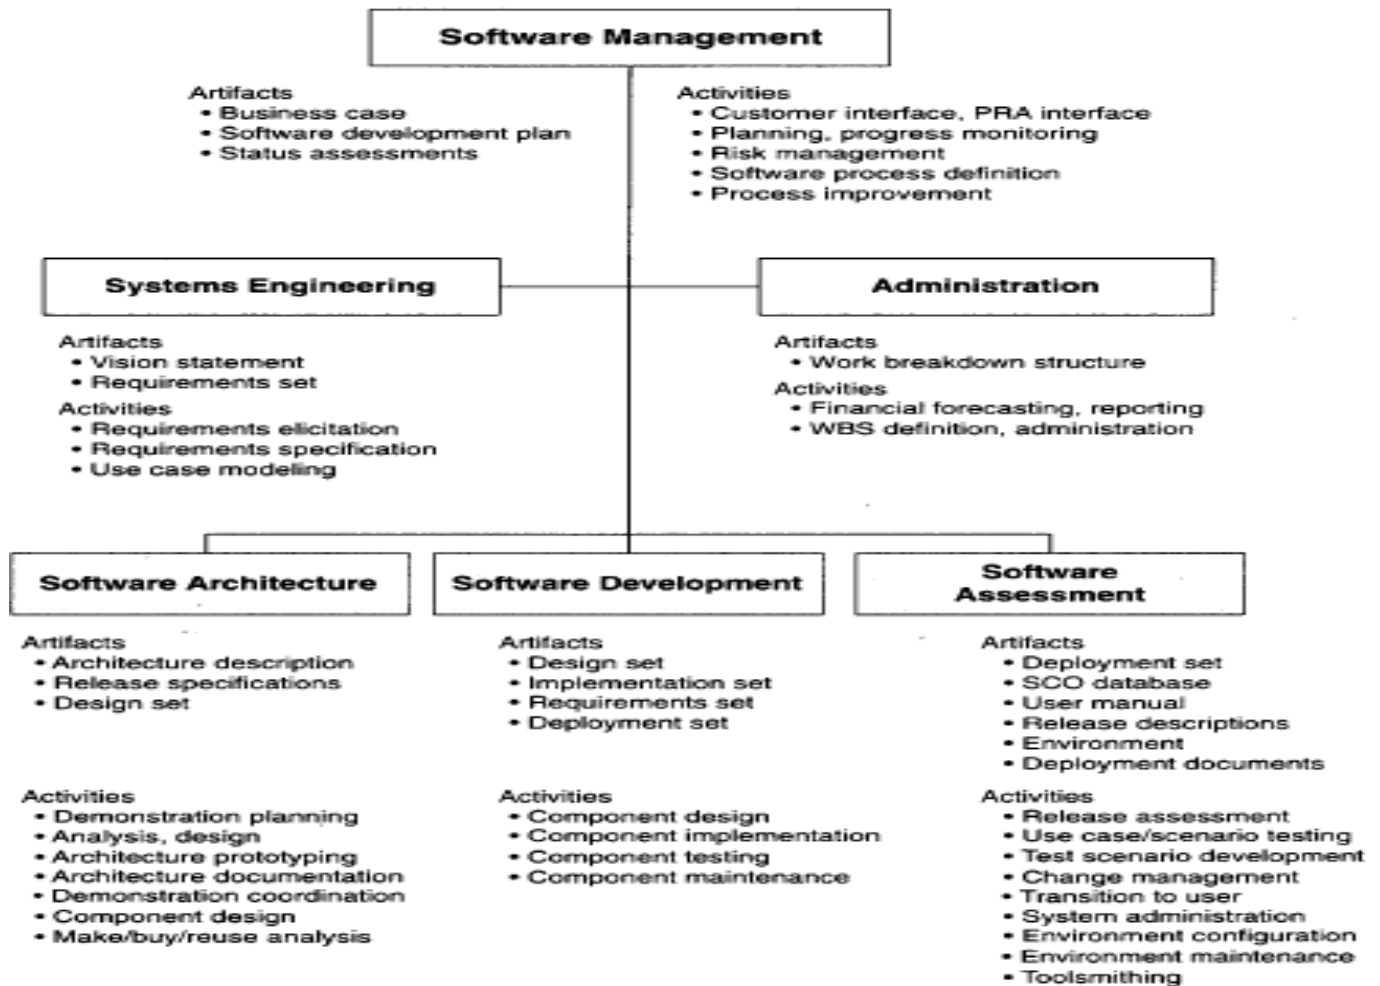 Software Management
Artifacts
• Business case
• Software development plan
• Status assessments
Activities
• Customer interface, PRA interface
• Planning, progress monitoring
• Risk management
• Software process definition
• Process improvement
Systems Engineering
Artifacts
• Vision statement
• Requirements set
Activities
• Requirements elicitation
• Requirements specification
• Use case modeling
Administration
Artifacts
• Work breakdown structure
Activities
• Financial forecasting, reporting
• WBS definition, administration
Software Architecture
Artifacts
• Architecture description
• Release specifications
• Design set
Activities
• Demonstration planning
• Analysis, design
• Architecture prototyping
• Architecture documentation
• Demonstration coordination
• Component design
• Make/buy/reuse analysis
Software Development
Artifacts
• Design set
• Implementation set
• Requirements set
• Deployment set
Activities
• Component design
• Component implementation
• Component testing
• Component maintenance
Software
Assessment
Artifacts
• Deployment set
• SCO database
• User manual
• Release descriptions
• Environment
• Deployment documents
Activities
• Release assessment
• Use case/scenario testing
• Test scenario development
• Change management
• Transition to user
• System administration
• Environment configuration
• Environment maintenance
• Toolsmithing